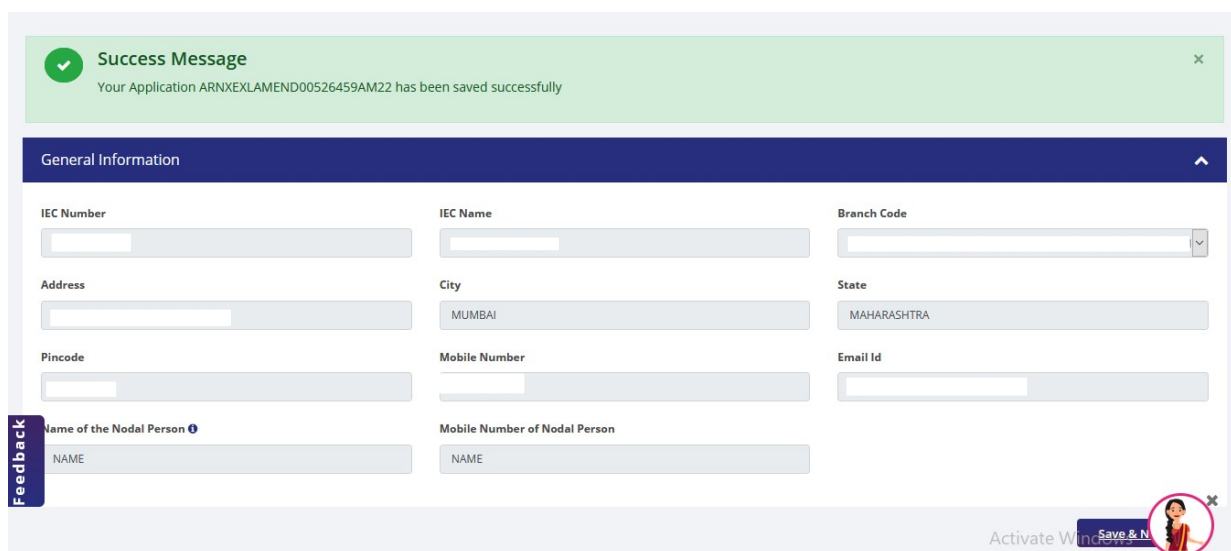 Success Message
×
Your Application ARNXEXLAMEND00526459AM22 has been saved successfully
General Information
IEC Number
IEC Name
Branch Code
Address
City
State
MUMBAI
MAHARASHTRA
Pincode
Mobile Number
Email Id
Name of the Nodal Person
Mobile Number of Nodal Person
NAME
NAME
Feedback
Activate Windows
Save & N